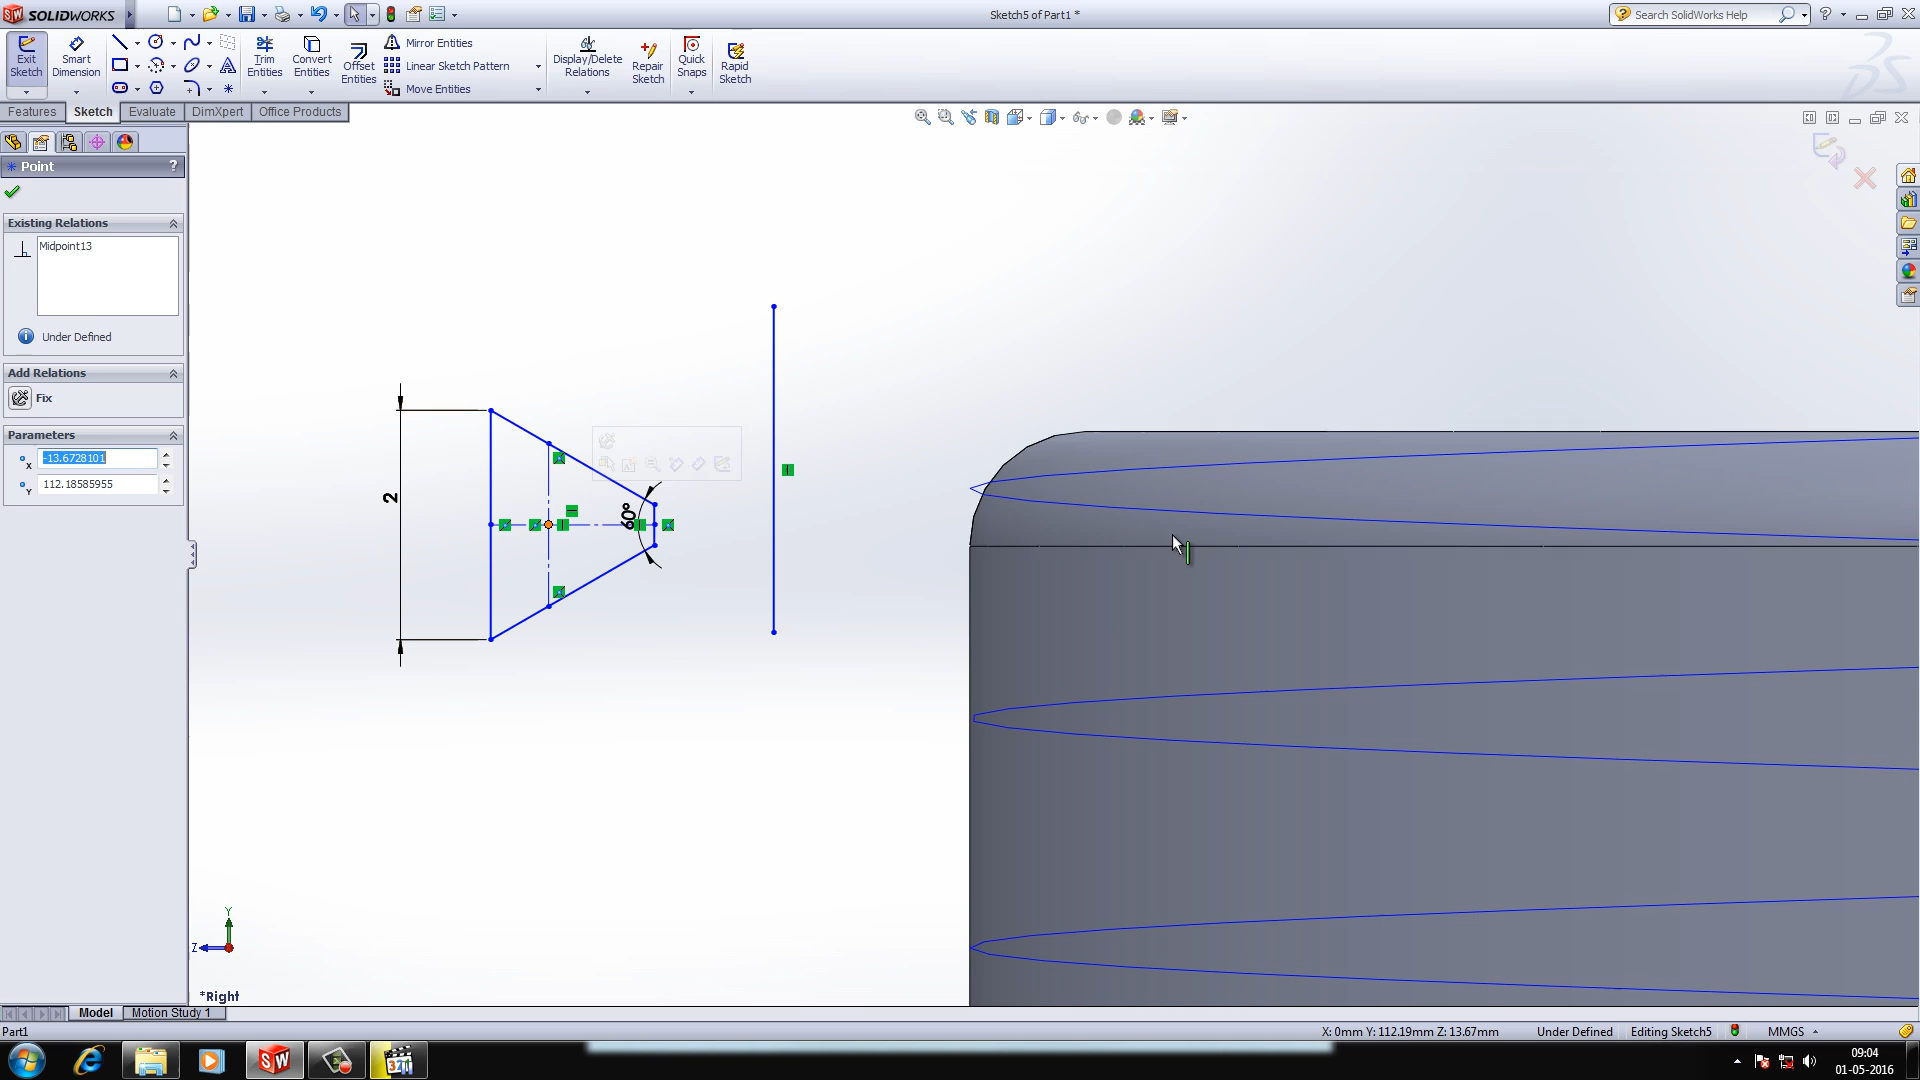 SOLIDWORKS
Sketch5 of Part1 *
Search SolidWorks Help
Exit Sketch
Smart Dimension
Trim Entities
Convert Entities
Offset Entities
Mirror Entities
Linear Sketch Pattern
Move Entities
Display/Delete Relations
Repair Sketch
Quick Snaps
Rapid Sketch
Features
Sketch
Evaluate
DimXpert
Office Products
Point
?
Existing Relations
Midpoint13
Under Defined
Add Relations
Fix
Parameters
X
-13.6728101
Y
112.18585955
2
60°
Y
Z
*Right
Model
Motion Study 1
Part1
X: 0mm Y: 112.19mm Z: 13.67mm
Under Defined
Editing Sketch5
MMGS
SW
321
09:04
01-05-2016